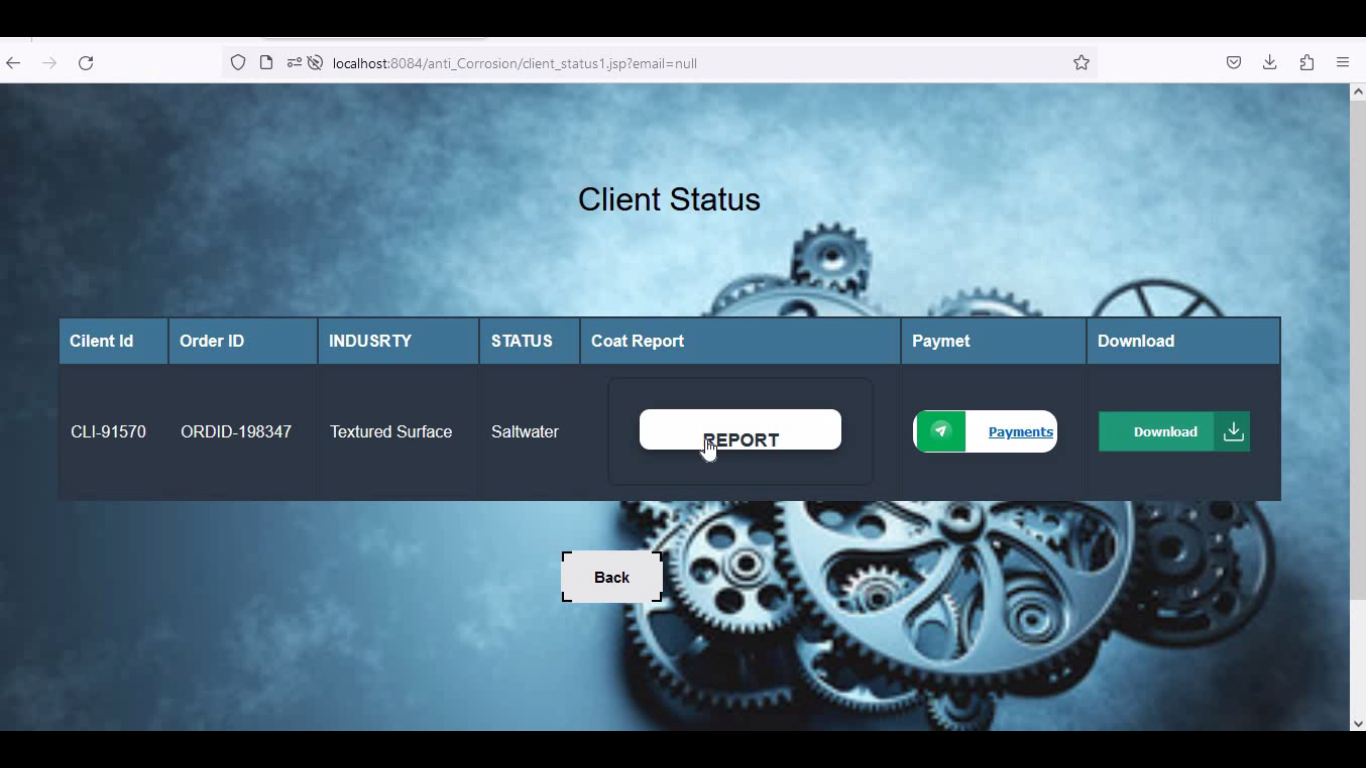 localhost:8084/anti_Corrosion/client_status1.jsp?email=null
Client Status
Cilent Id Order ID INDUSRTY STATUS Coat Report Paymet Download
CLI-91570 ORDID-198347 Textured Surface Saltwater REPORT Payments Download
Back